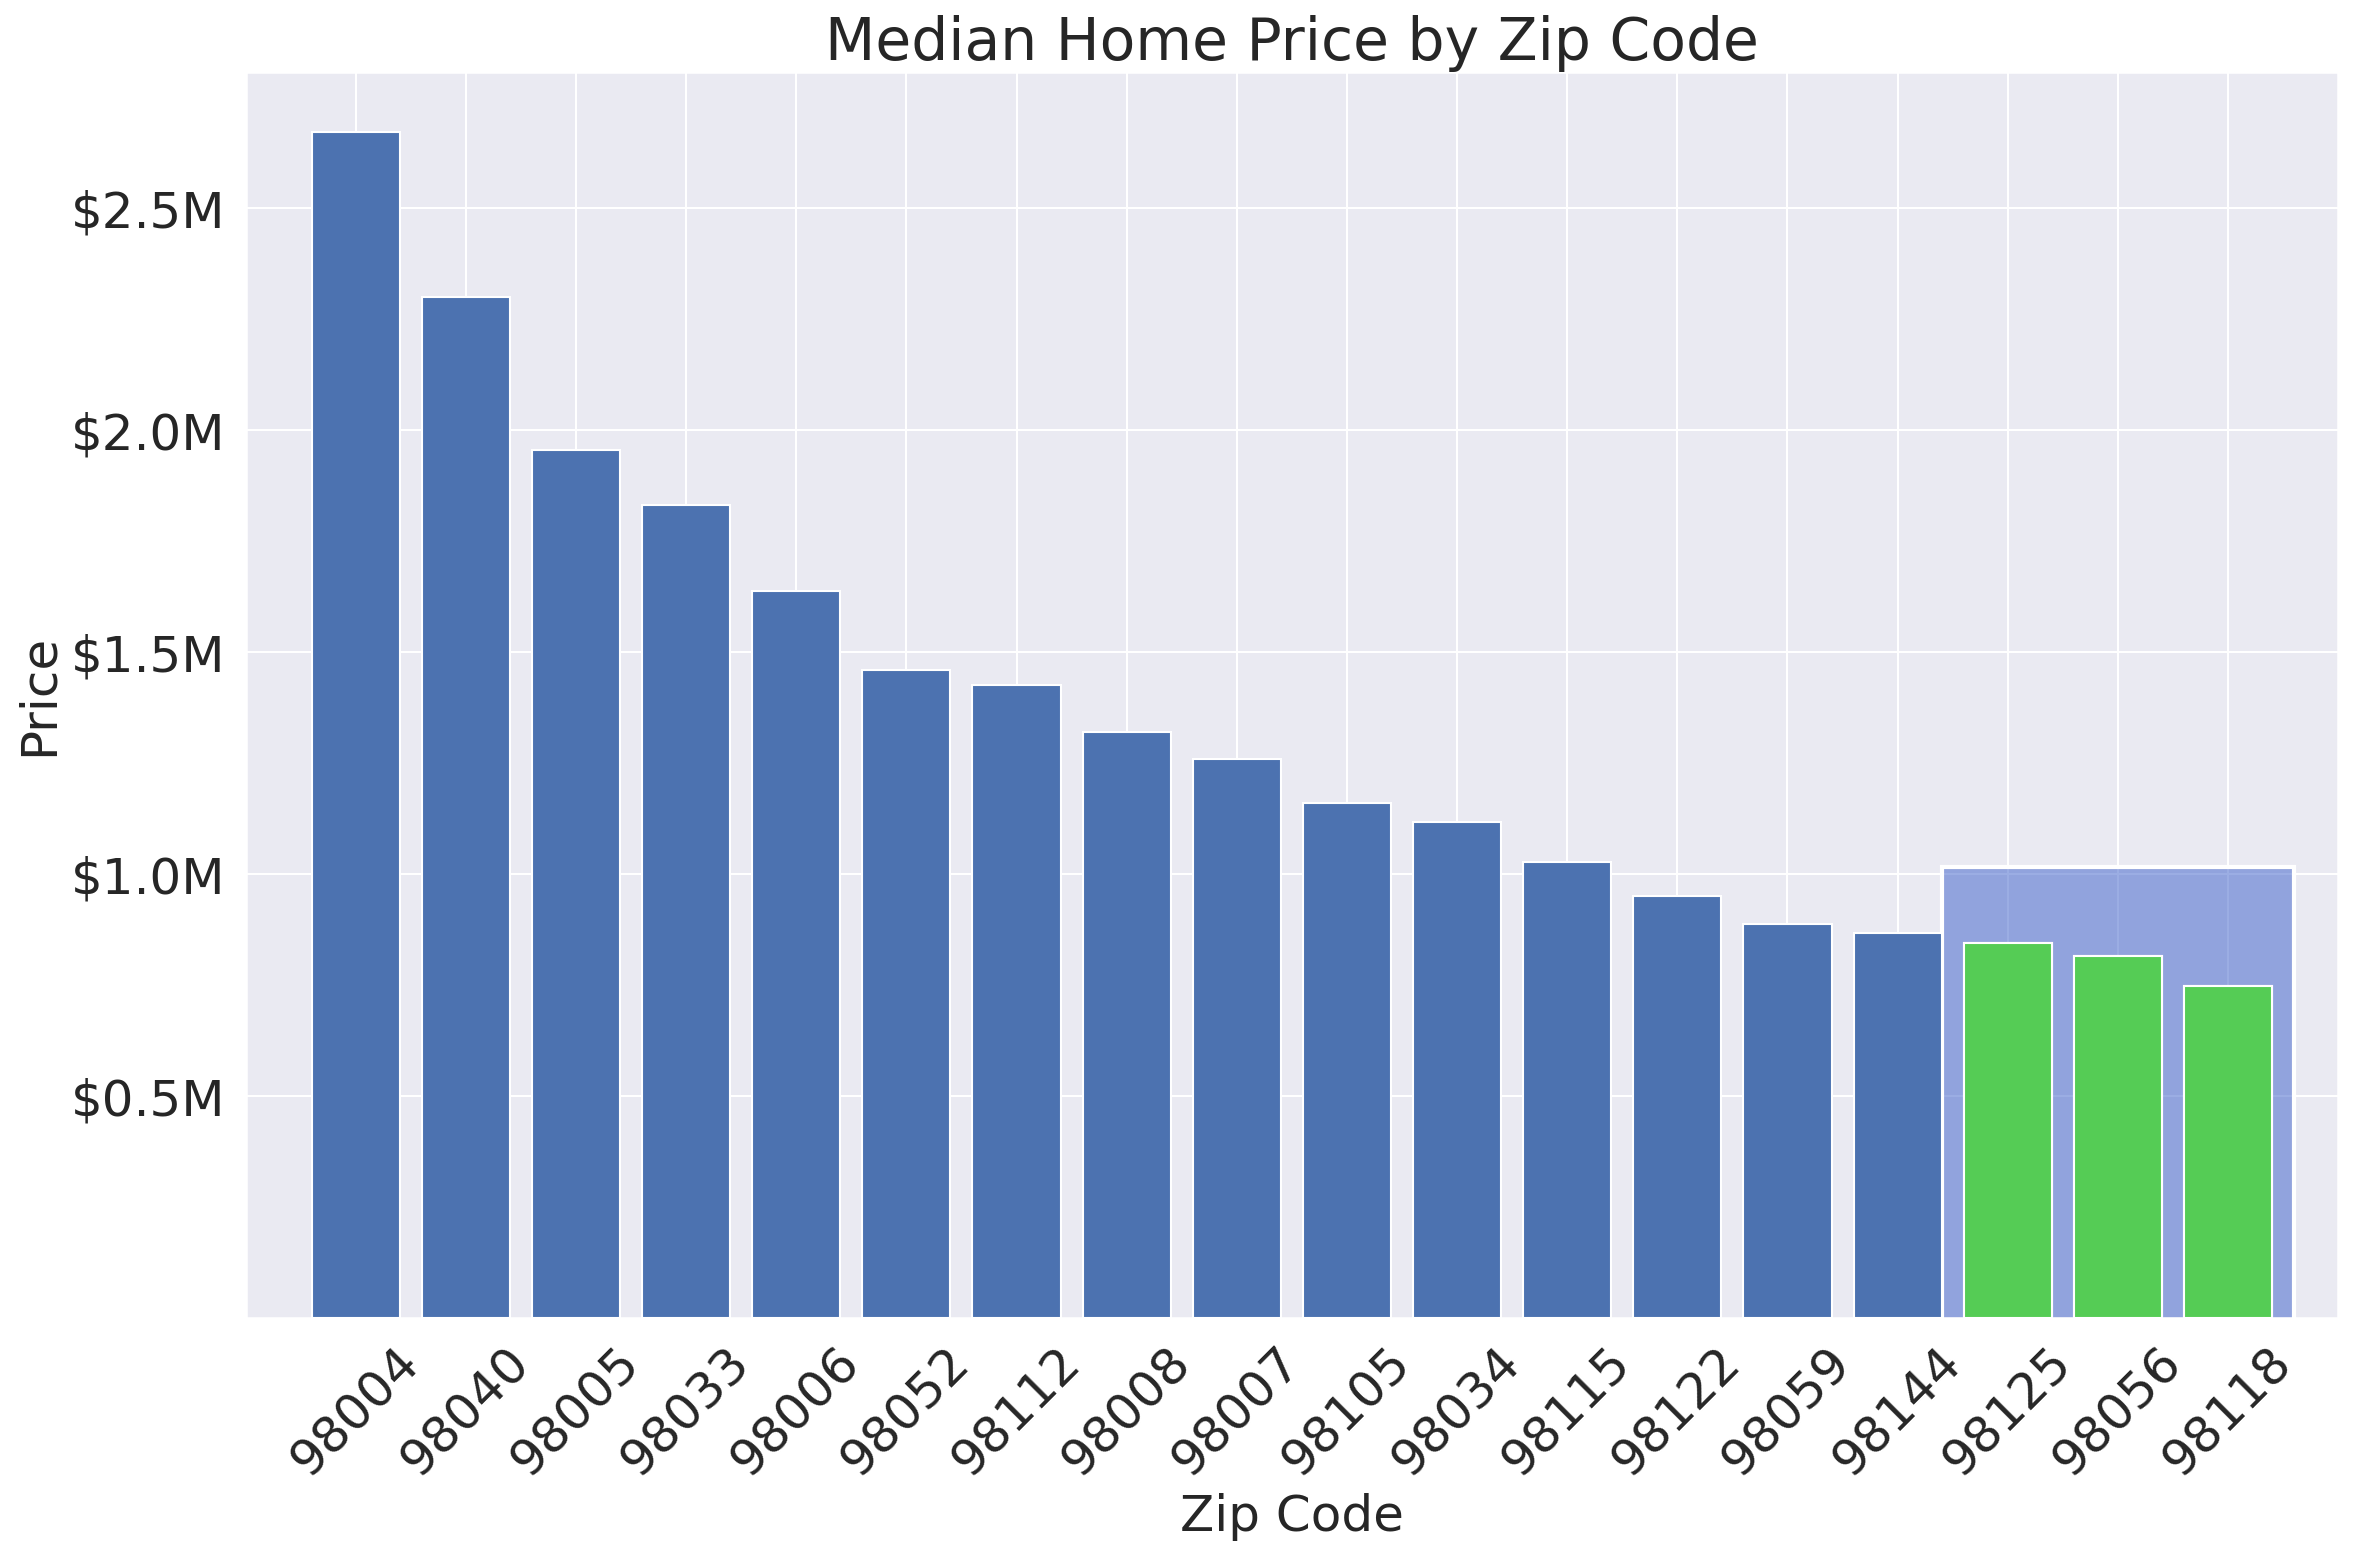 Median Home Price by Zip Code
Price
$2.5M
$2.0M
$1.5M
$1.0M
$0.5M
98004
98040
98005
98033
98006
98052
98112
98008
98007
98105
98034
98115
98122
98059
98144
98125
98056
98118
Zip Code